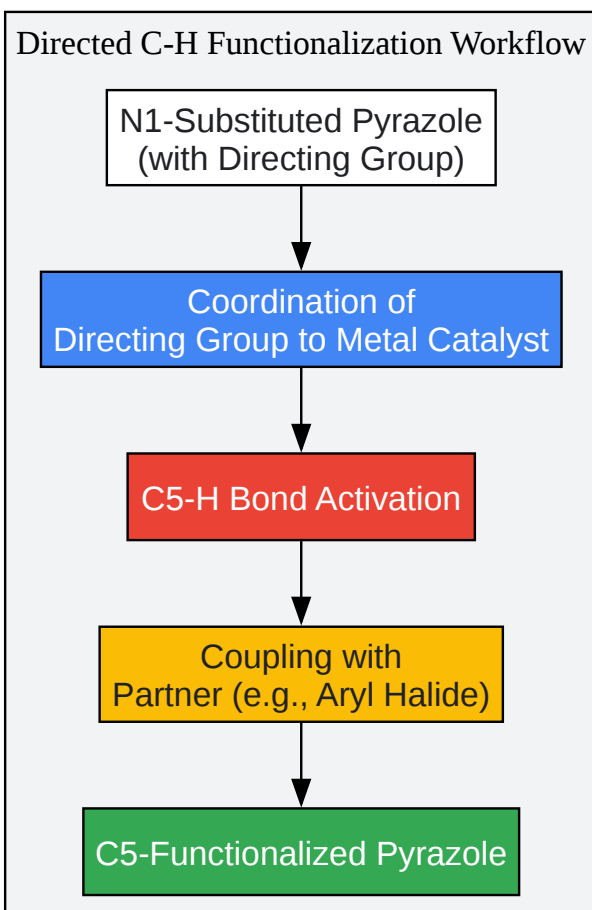 Directed C-H Functionalization Workflow
N1-Substituted Pyrazole
(with Directing Group)
Coordination of
Directing Group to Metal Catalyst
C5-H Bond Activation
Coupling with
Partner (e.g., Aryl Halide)
C5-Functionalized Pyrazole